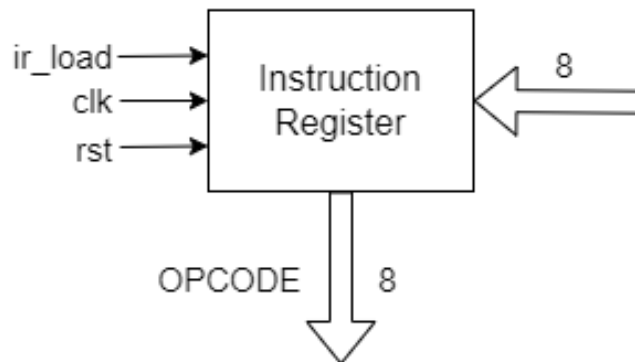 ir_load
clk
rst
Instruction
Register
8
OPCODE 8